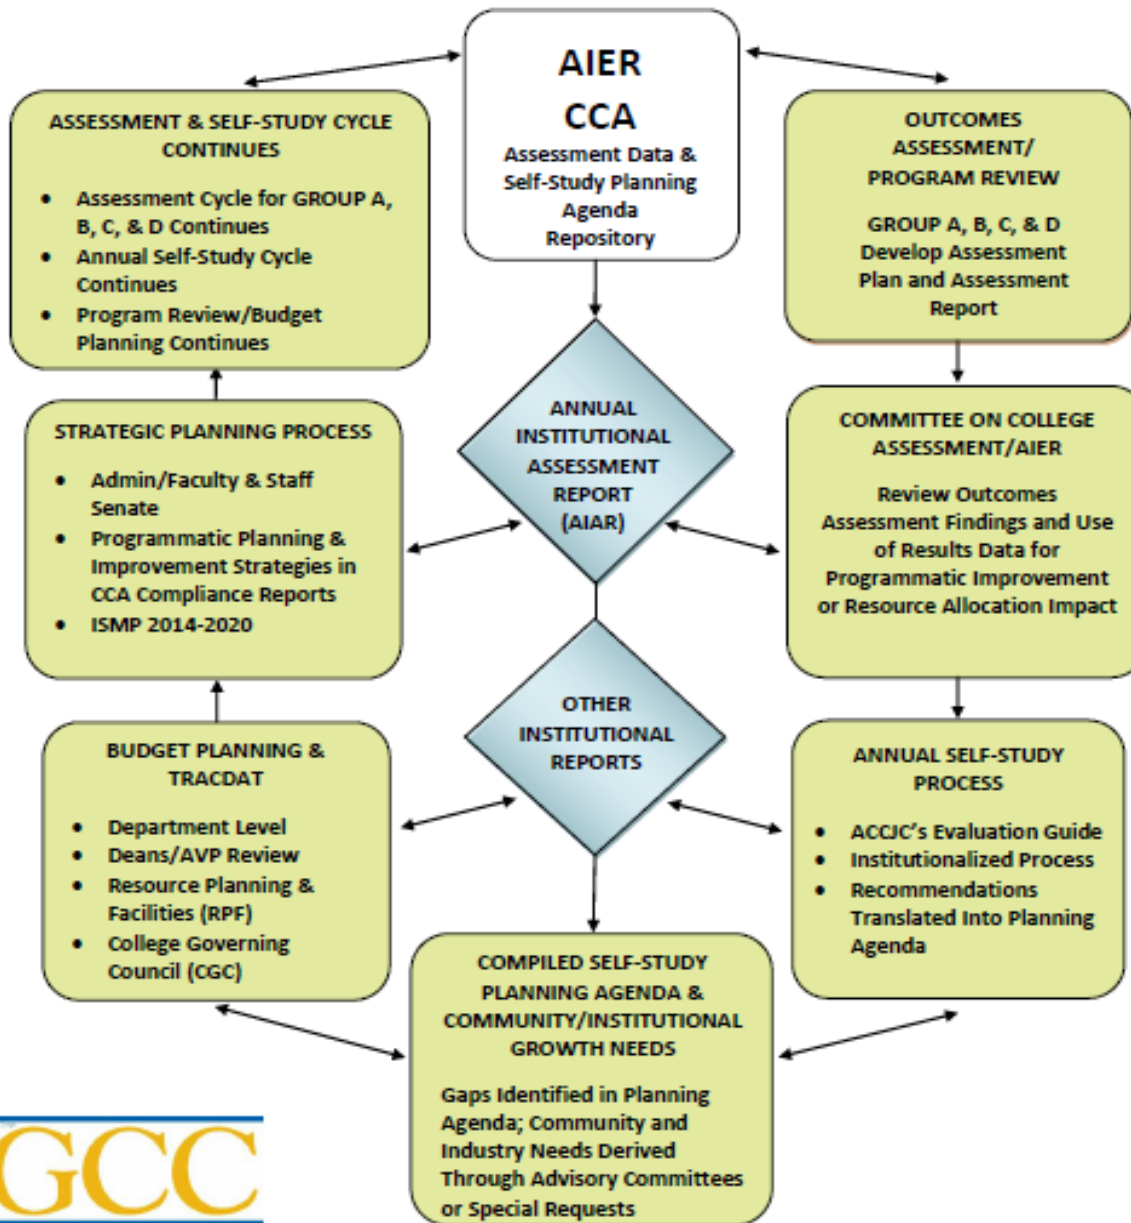 AIER
CCA
Assessment Data &
Self-Study Planning
Agenda
Repository
ASSESSMENT & SELF-STUDY CYCLE
CONTINUES
• Assessment Cycle for GROUP A,
B, C, & D Continues
• Annual Self-Study Cycle
Continues
• Program Review/Budget
Planning Continues
OUTCOMES
ASSESSMENT/
PROGRAM REVIEW
GROUP A, B, C, & D
Develop Assessment
Plan and Assessment
Report
ANNUAL
INSTITUTIONAL
ASSESSMENT
REPORT
(AIAR)
STRATEGIC PLANNING PROCESS
• Admin/Faculty & Staff
Senate
• Programmatic Planning &
Improvement Strategies in
CCA Compliance Reports
• ISMP 2014-2020
COMMITTEE ON COLLEGE
ASSESSMENT/AIER
Review Outcomes
Assessment Findings and Use
of Results Data for
Programmatic Improvement
or Resource Allocation Impact
OTHER
INSTITUTIONAL
REPORTS
BUDGET PLANNING &
TRACDAT
• Department Level
• Deans/AVP Review
• Resource Planning &
Facilities (RPF)
• College Governing
Council (CGC)
ANNUAL SELF-STUDY
PROCESS
• ACCJC’s Evaluation Guide
• Institutionalized Process
• Recommendations
Translated Into Planning
Agenda
COMPILED SELF-STUDY
PLANNING AGENDA &
COMMUNITY/INSTITUTIONAL
GROWTH NEEDS
Gaps Identified in Planning
Agenda; Community and
Industry Needs Derived
Through Advisory Committees
or Special Requests
GCC